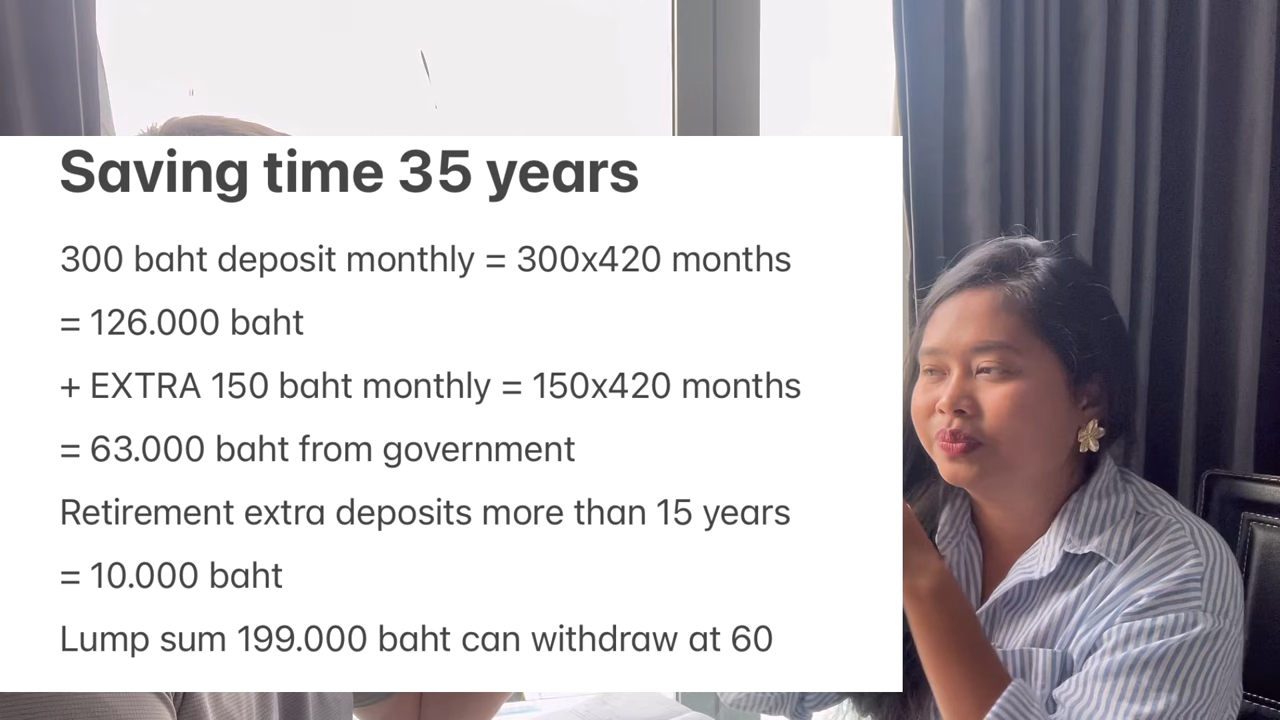 Saving time 35 years
300 baht deposit monthly = 300x420 months
= 126.000 baht
+ EXTRA 150 baht monthly = 150x420 months
= 63.000 baht from government
Retirement extra deposits more than 15 years
= 10.000 baht
Lump sum 199.000 baht can withdraw at 60